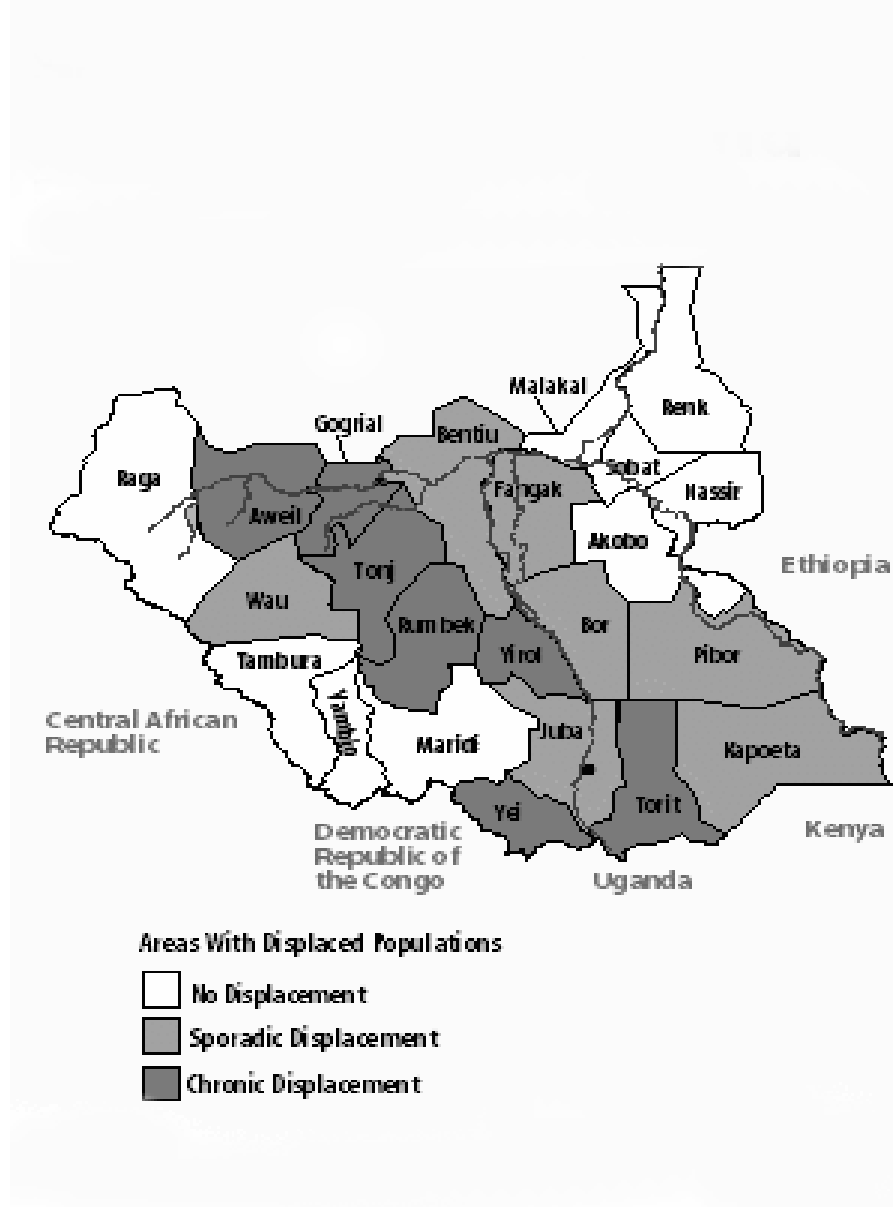 Malakal
Renk
Gogrial
Bentiu
Raga
Sobat
Nassir
Fangak
Aweil
Akobo
Ethiopia
Tonj
Wau
Rumbek
Bor
Yirol
Pibor
Tambura
Yambio
Central African
Republic
Maridi
Juba
Kapoeta
Yei
Torit
Democratic
Republic of
the Congo
Kenya
Uganda
Areas With Displaced Populations
No Displacement
Sporadic Displacement
Chronic Displacement